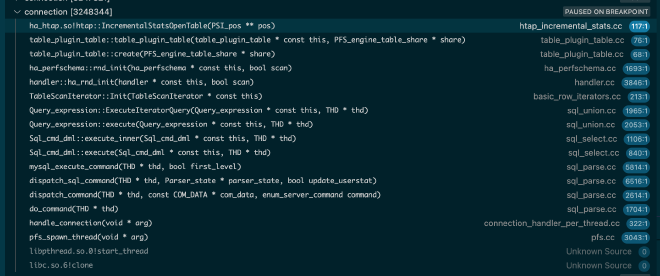 connection [3248344] PAUSED ON BREAKPOINT
ha_htap.so!htap::IncrementalStatsOpenTable(PSI_pos ** pos) htap_incremental_stats.cc 117:1
table_plugin_table::table_plugin_table(table_plugin_table * const this, PFS_engine_table_share * share) table_plugin_table.cc 76:1
table_plugin_table::create(PFS_engine_table_share * share) table_plugin_table.cc 68:1
ha_perfschema::rnd_init(ha_perfschema * const this, bool scan) ha_perfschema.cc 1693:1
handler::ha_rnd_init(handler * const this, bool scan) handler.cc 3846:1
TableScanIterator::Init(TableScanIterator * const this) basic_row_iterators.cc 213:1
Query_expression::ExecuteIteratorQuery(Query_expression * const this, THD * thd) sql_union.cc 1965:1
Query_expression::execute(Query_expression * const this, THD * thd) sql_union.cc 2053:1
Sql_cmd_dml::execute_inner(Sql_cmd_dml * const this, THD * thd) sql_select.cc 1106:1
Sql_cmd_dml::execute(Sql_cmd_dml * const this, THD * thd) sql_select.cc 840:1
mysql_execute_command(THD * thd, bool first_level) sql_parse.cc 5814:1
dispatch_sql_command(THD * thd, Parser_state * parser_state, bool update_userstat) sql_parse.cc 6516:1
dispatch_command(THD * thd, const COM_DATA * com_data, enum_server_command command) sql_parse.cc 2614:1
do_command(THD * thd) sql_parse.cc 1704:1
handle_connection(void * arg) connection_handler_per_thread.cc 322:1
pfs_spawn_thread(void * arg) pfs.cc 3043:1
libpthread.so.0!start_thread Unknown Source 0
libc.so.6!clone Unknown Source 0